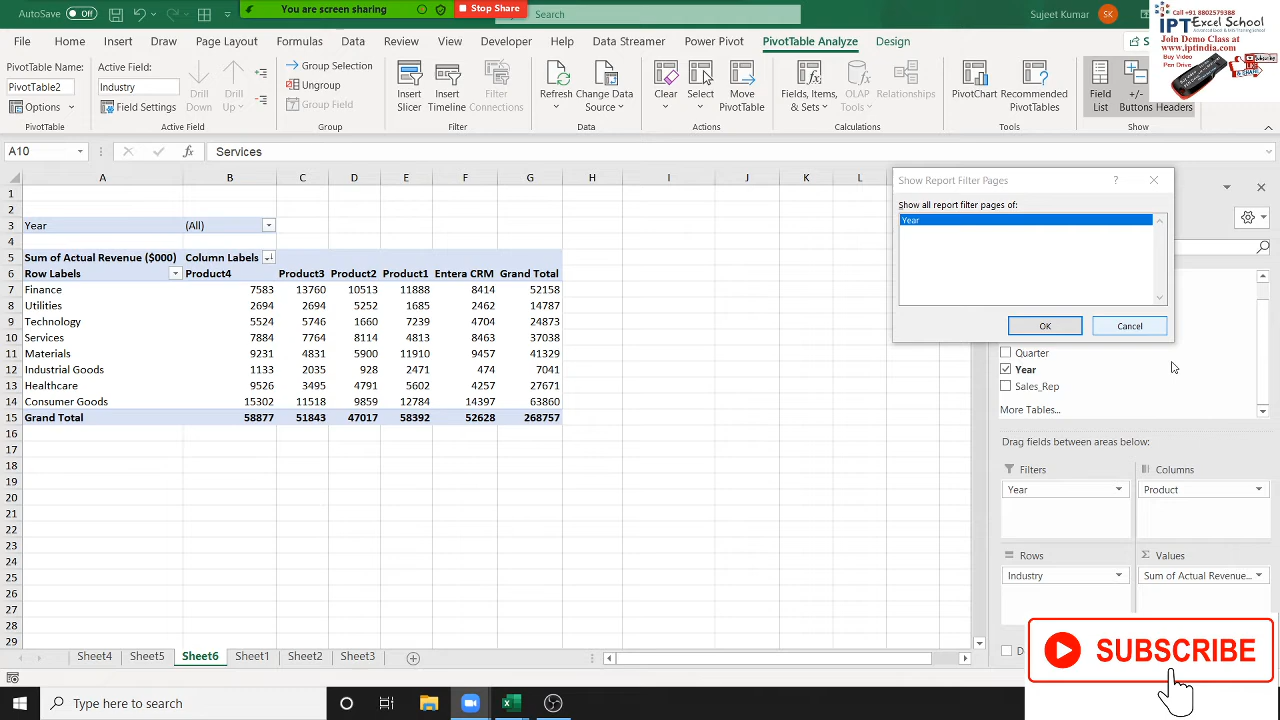 AutoSave Off
You are screen sharing
Stop Share
Search
Sujeet Kumar
SK
Call +91 8802579388
IPT Excel School
Advanced Excel & MIS Training School
Join Demo Class at
www.iptindia.com
Buy Video
Pen Drive
Subscribe
File Home Insert Draw Page Layout Formulas Data Review View Developer Help Data Streamer Power Pivot PivotTable Analyze Design
PivotTable Name: Active Field:
PivotTable22 Industry
Options Field Settings
Drill Down
Drill Up
Group Selection
Ungroup
Group Field
Insert Slicer
Insert Timeline
Filter Connections
Refresh
Change Data Source
Clear
Select
Move PivotTable
Fields, Items, & Sets
OLAP Tools
Relationships
PivotChart
Recommended PivotTables
Field List
+/- Buttons
Field Headers
PivotTable Active Field Group Filter Data Actions Calculations Tools Show
A10 fx Services
A B C D E F G H I J K L
1
2
3 Year (All)
4
5 Sum of Actual Revenue ($000) Column Labels
6 Row Labels Product4 Product3 Product2 Product1 Entera CRM Grand Total
7 Finance 7583 13760 10513 11888 8414 52158
8 Utilities 2694 2694 5252 1685 2462 14787
9 Technology 5524 5746 1660 7239 4704 24873
10 Services 7884 7764 8114 4813 8463 37038
11 Materials 9231 4831 5900 11910 9457 41329
12 Industrial Goods 1133 2035 928 2471 474 7041
13 Healthcare 9526 3495 4791 5602 4257 27671
14 Consumer Goods 15302 11518 9859 12784 14397 63860
15 Grand Total 58877 51843 47017 58392 52628 268757
16
17
18
19
20
21
22
23
24
25
26
27
28
29
Show Report Filter Pages
?
Show all report filter pages of:
Year
OK Cancel
Quarter
Year
Sales_Rep
More Tables...
Drag fields between areas below:
Filters Columns
Year Product
Rows Σ Values
Industry Sum of Actual Revenue...
SUBSCRIBE
Sheet4 Sheet5 Sheet6 Sheet1 Sheet2 Sheet3
Type here to search